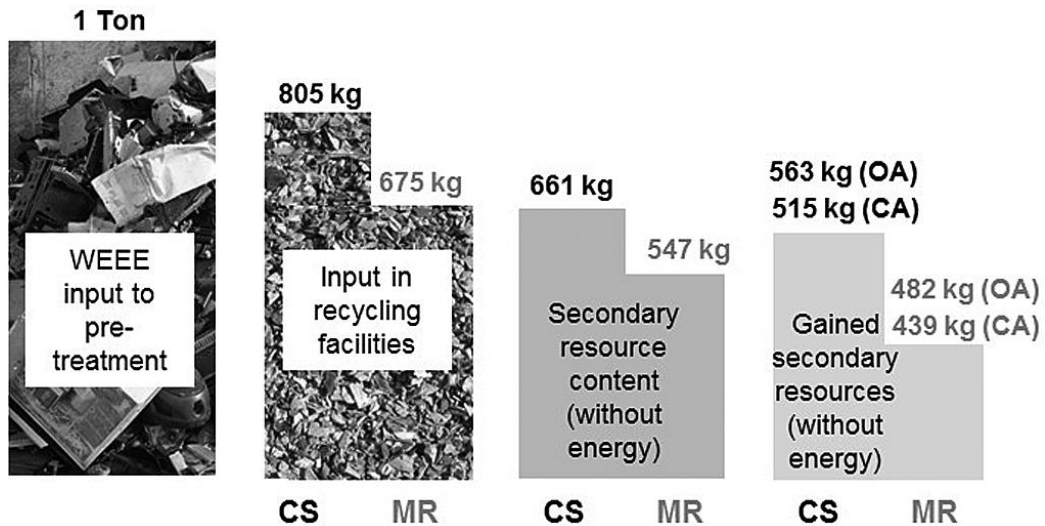 1 Ton
WEEE
input to
pre-
treatment
805 kg
675 kg
Input in
recycling
facilities
CS MR
661 kg
547 kg
Secondary
resource
content
(without
energy)
CS MR
563 kg (OA)
515 kg (CA)
482 kg (OA)
439 kg (CA)
Gained
secondary
resources
(without
energy)
CS MR